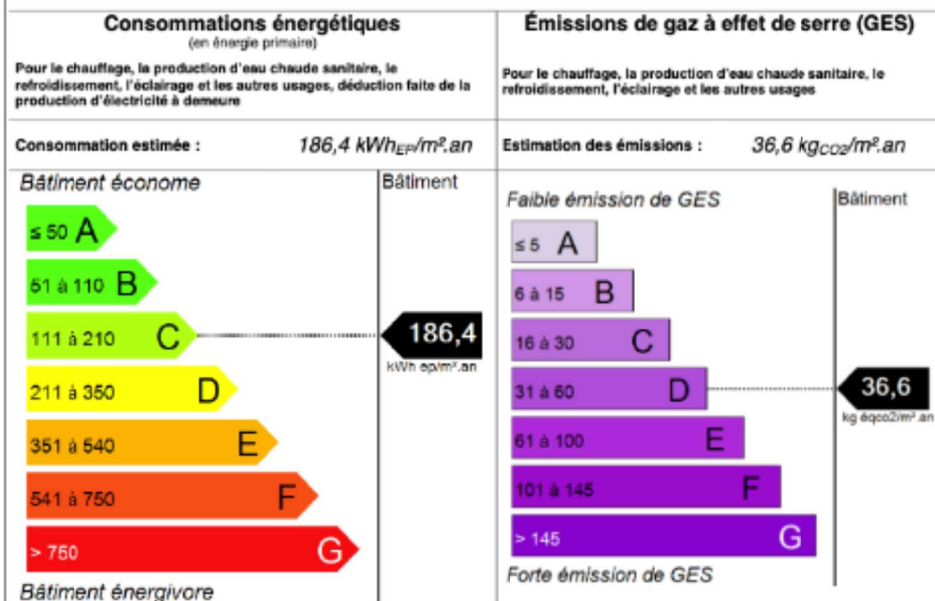 Consommations énergétiques
(en énergie primaire)
Pour le chauffage, la production d'eau chaude sanitaire, le
refroidissement, l'éclairage et les autres usages, déduction faite de la
production d'électricité à demeure
Consommation estimée : 186,4 kWhEP/m².an
Bâtiment économe
Bâtiment
≤ 50 A
51 à 110 B
111 à 210 C
186,4
kWh ep/m².an
211 à 350 D
351 à 540 E
541 à 750 F
> 750 G
Bâtiment énergivore
Émissions de gaz à effet de serre (GES)
Pour le chauffage, la production d'eau chaude sanitaire, le
refroidissement, l'éclairage et les autres usages
Estimation des émissions : 36,6 kgCO2/m².an
Faible émission de GES
Bâtiment
≤ 5 A
6 à 15 B
16 à 30 C
31 à 60 D
36,6
kg éqco2/m².an
61 à 100 E
101 à 145 F
> 145 G
Forte émission de GES